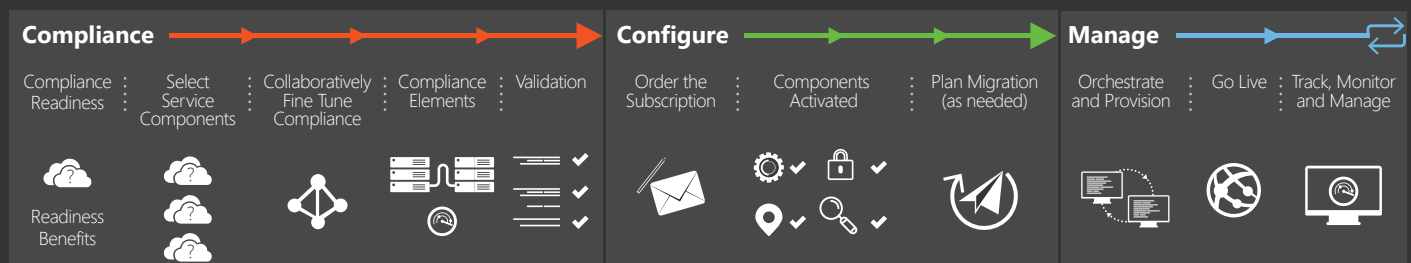 Compliance
Compliance
Readiness
Select
Service
Components
Collaboratively
Fine Tune
Compliance
Compliance
Elements
Validation
?
Readiness
Benefits
?
?
?
Configure
Order the
Subscription
Components
Activated
Plan Migration
(as needed)
Manage
Orchestrate
and Provision
Go Live
Track, Monitor
and Manage